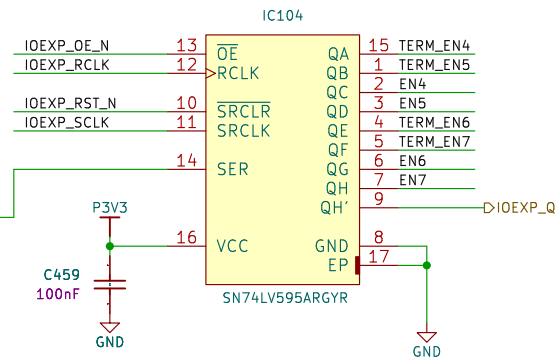 IC104
IOEXP_OE_N 13 OE QA 15 TERM_EN4
IOEXP_RCLK 12 RCLK QB 1 TERM_EN5
QC 2 EN4
IOEXP_RST_N 10 SRCLR QD 3 EN5
IOEXP_SCLK 11 SRCLK QE 4 TERM_EN6
QF 5 TERM_EN7
14 SER QG 6 EN6
QH 7 EN7
QH' 9 IOEXP_Q
P3V3
16 VCC GND 8
EP 17
C459
100nF
SN74LV595ARGYR
GND
GND